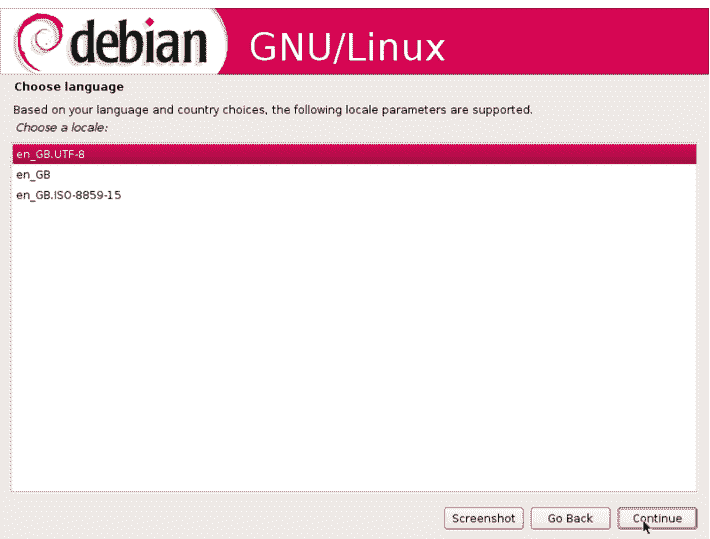 debian GNU/Linux
Choose language
Based on your language and country choices, the following locale parameters are supported.
Choose a locale:
en_GB.UTF-8
en_GB
en_GB.ISO-8859-15
Screenshot Go Back Continue